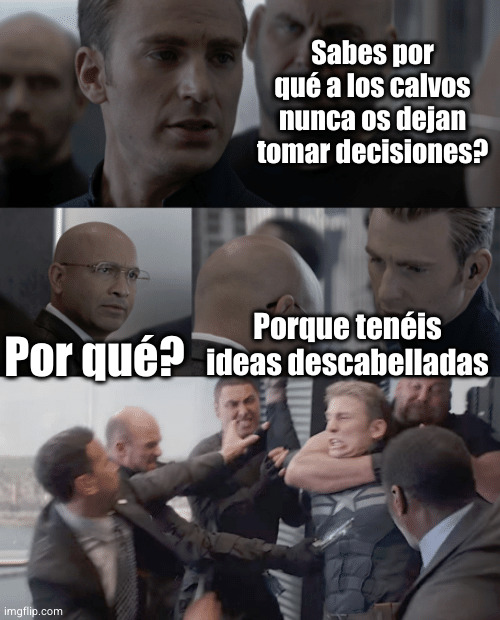 Sabes por
qué a los calvos
nunca os dejan
tomar decisiones?
Por qué?
Porque tenéis
ideas descabelladas
imgflip.com